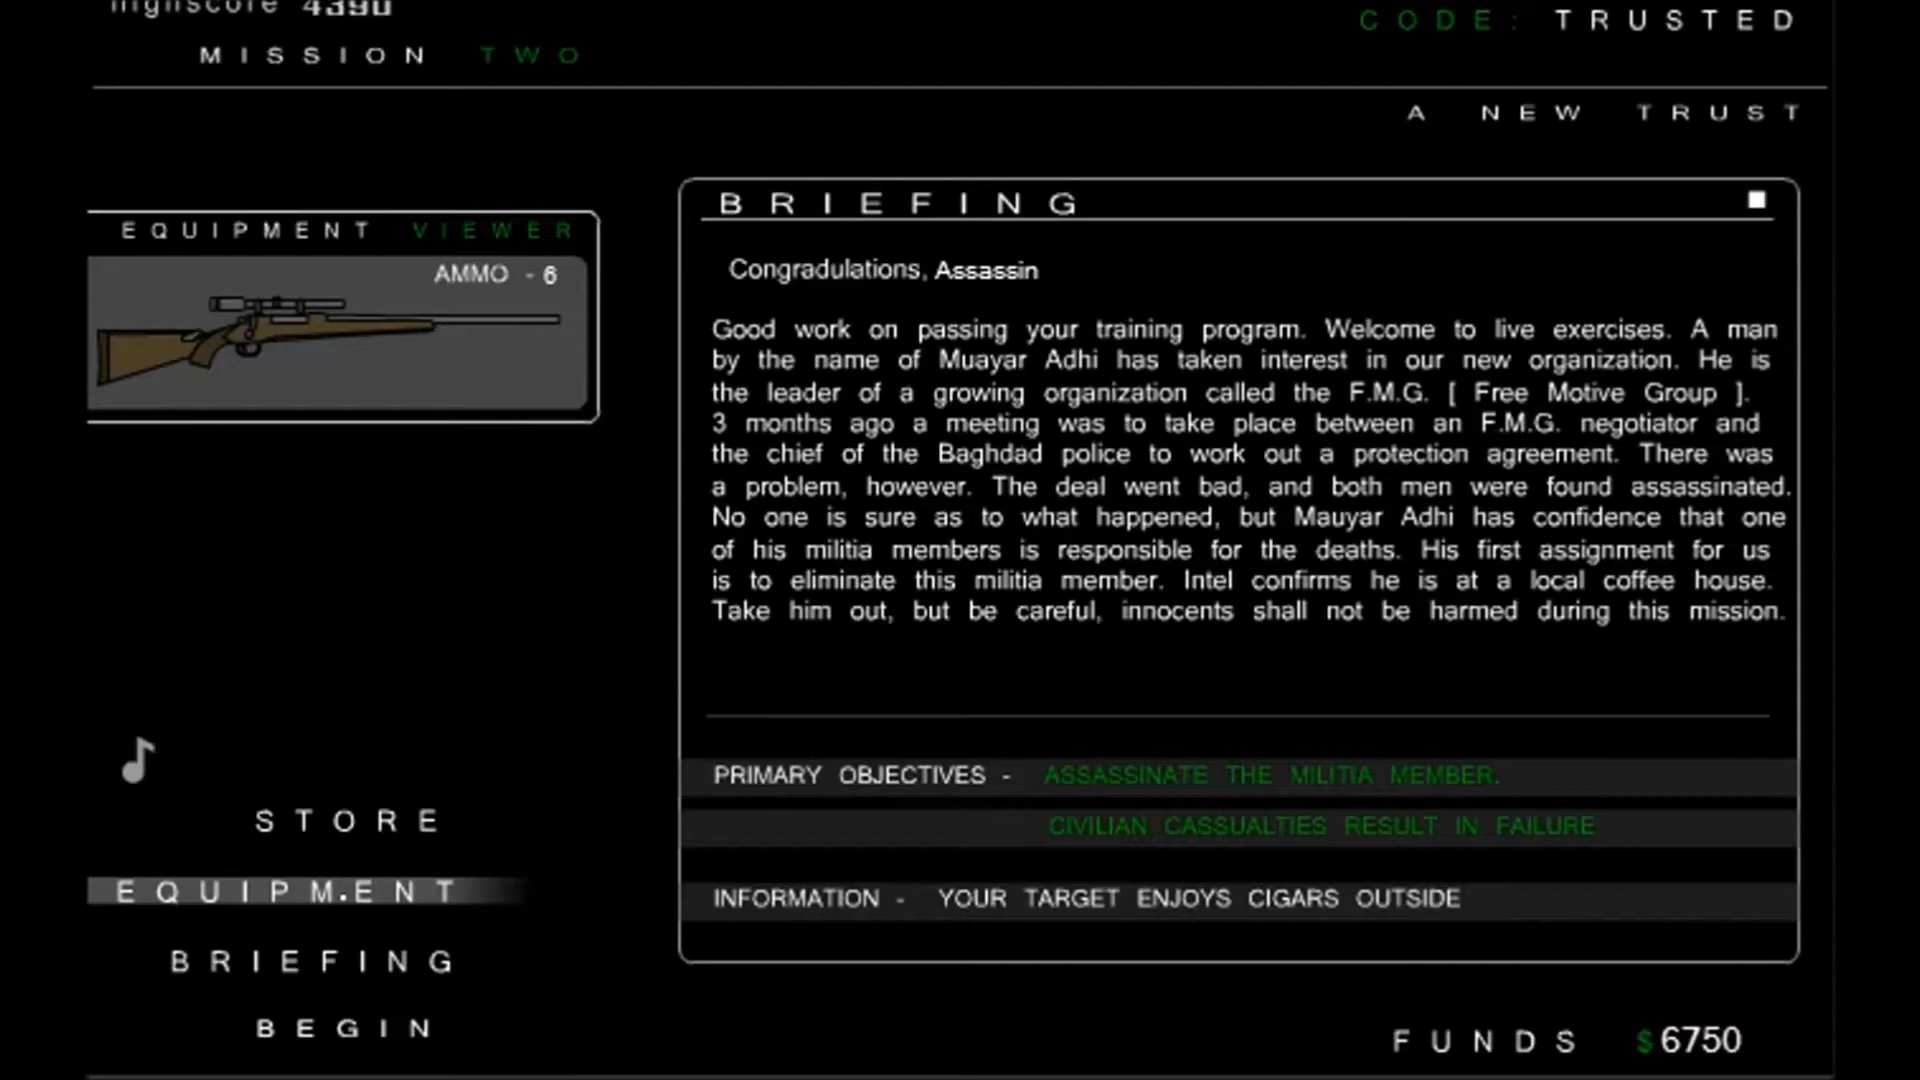 highscore 4390
CODE: TRUSTED
MISSION TWO
A NEW TRUST
EQUIPMENT VIEWER
AMMO - 6
BRIEFING
Congradulations, Assassin
Good work on passing your training program. Welcome to live exercises. A man
by the name of Muayar Adhi has taken interest in our new organization. He is
the leader of a growing organization called the F.M.G. [ Free Motive Group ].
3 months ago a meeting was to take place between an F.M.G. negotiator and
the chief of the Baghdad police to work out a protection agreement. There was
a problem, however. The deal went bad, and both men were found assassinated.
No one is sure as to what happened, but Mauyar Adhi has confidence that one
of his militia members is responsible for the deaths. His first assignment for us
is to eliminate this militia member. Intel confirms he is at a local coffee house.
Take him out, but be careful, innocents shall not be harmed during this mission.
PRIMARY OBJECTIVES - ASSASSINATE THE MILITIA MEMBER.
CIVILIAN CASSUALTIES RESULT IN FAILURE
INFORMATION - YOUR TARGET ENJOYS CIGARS OUTSIDE
STORE
EQUIPMENT
BRIEFING
BEGIN
FUNDS $6750